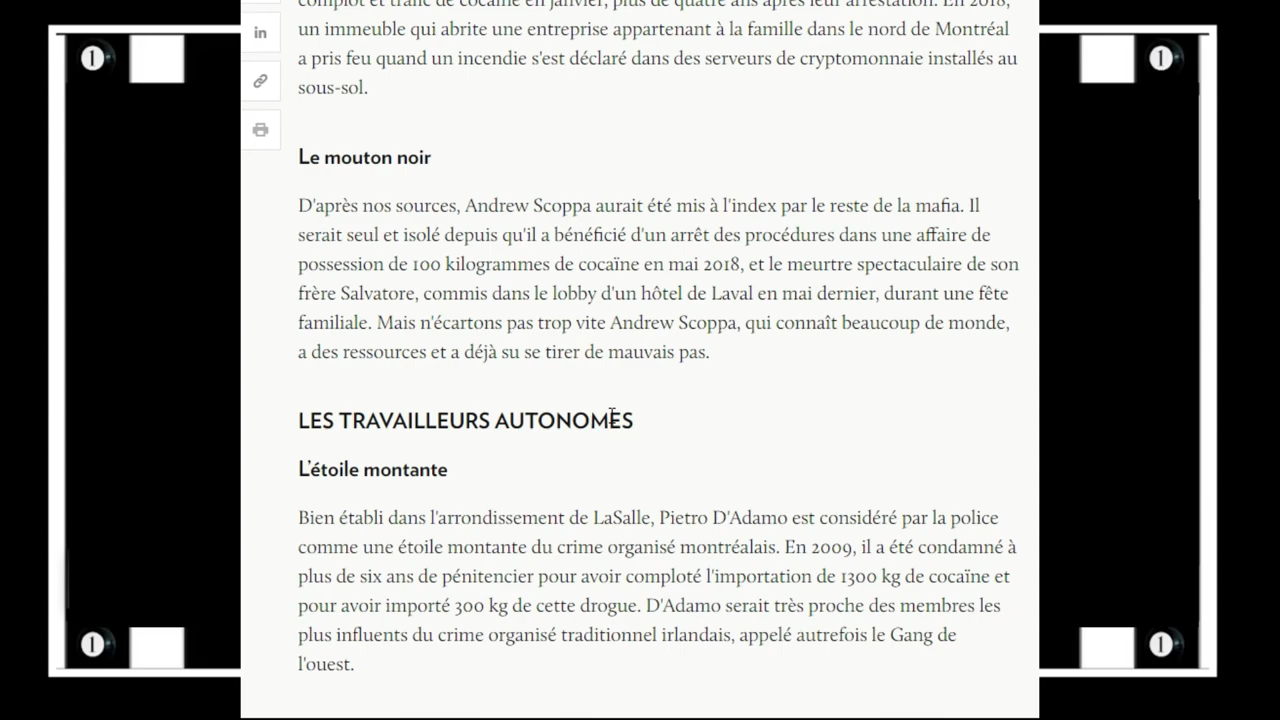 complot et trafic de cocaïne en janvier, plus de quatre ans après leur arrestation. En 2018,
un immeuble qui abrite une entreprise appartenant à la famille dans le nord de Montréal
a pris feu quand un incendie s'est déclaré dans des serveurs de cryptomonnaie installés au
sous-sol.
Le mouton noir
D'après nos sources, Andrew Scoppa aurait été mis à l'index par le reste de la mafia. Il
serait seul et isolé depuis qu'il a bénéficié d'un arrêt des procédures dans une affaire de
possession de 100 kilogrammes de cocaïne en mai 2018, et le meurtre spectaculaire de son
frère Salvatore, commis dans le lobby d'un hôtel de Laval en mai dernier, durant une fête
familiale. Mais n'écartons pas trop vite Andrew Scoppa, qui connaît beaucoup de monde,
a des ressources et a déjà su se tirer de mauvais pas.
LES TRAVAILLEURS AUTONOMES
L'étoile montante
Bien établi dans l'arrondissement de LaSalle, Pietro D'Adamo est considéré par la police
comme une étoile montante du crime organisé montréalais. En 2009, il a été condamné à
plus de six ans de pénitencier pour avoir comploté l'importation de 1300 kg de cocaïne et
pour avoir importé 300 kg de cette drogue. D'Adamo serait très proche des membres les
plus influents du crime organisé traditionnel irlandais, appelé autrefois le Gang de
l'ouest.
in
1
1
1
1